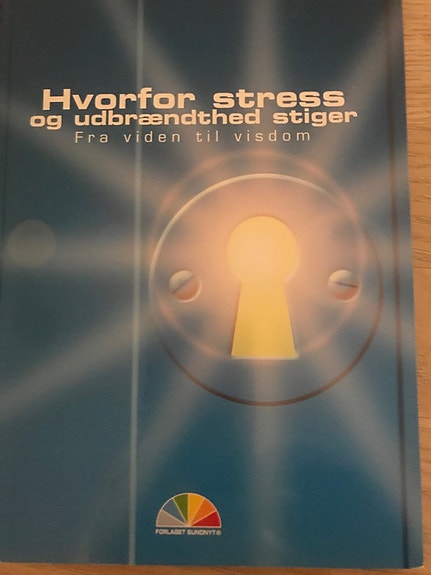 Hvorfor stress
og udbrændthed stiger
Fra viden til visdom
FORLAGET SUNDNYT®